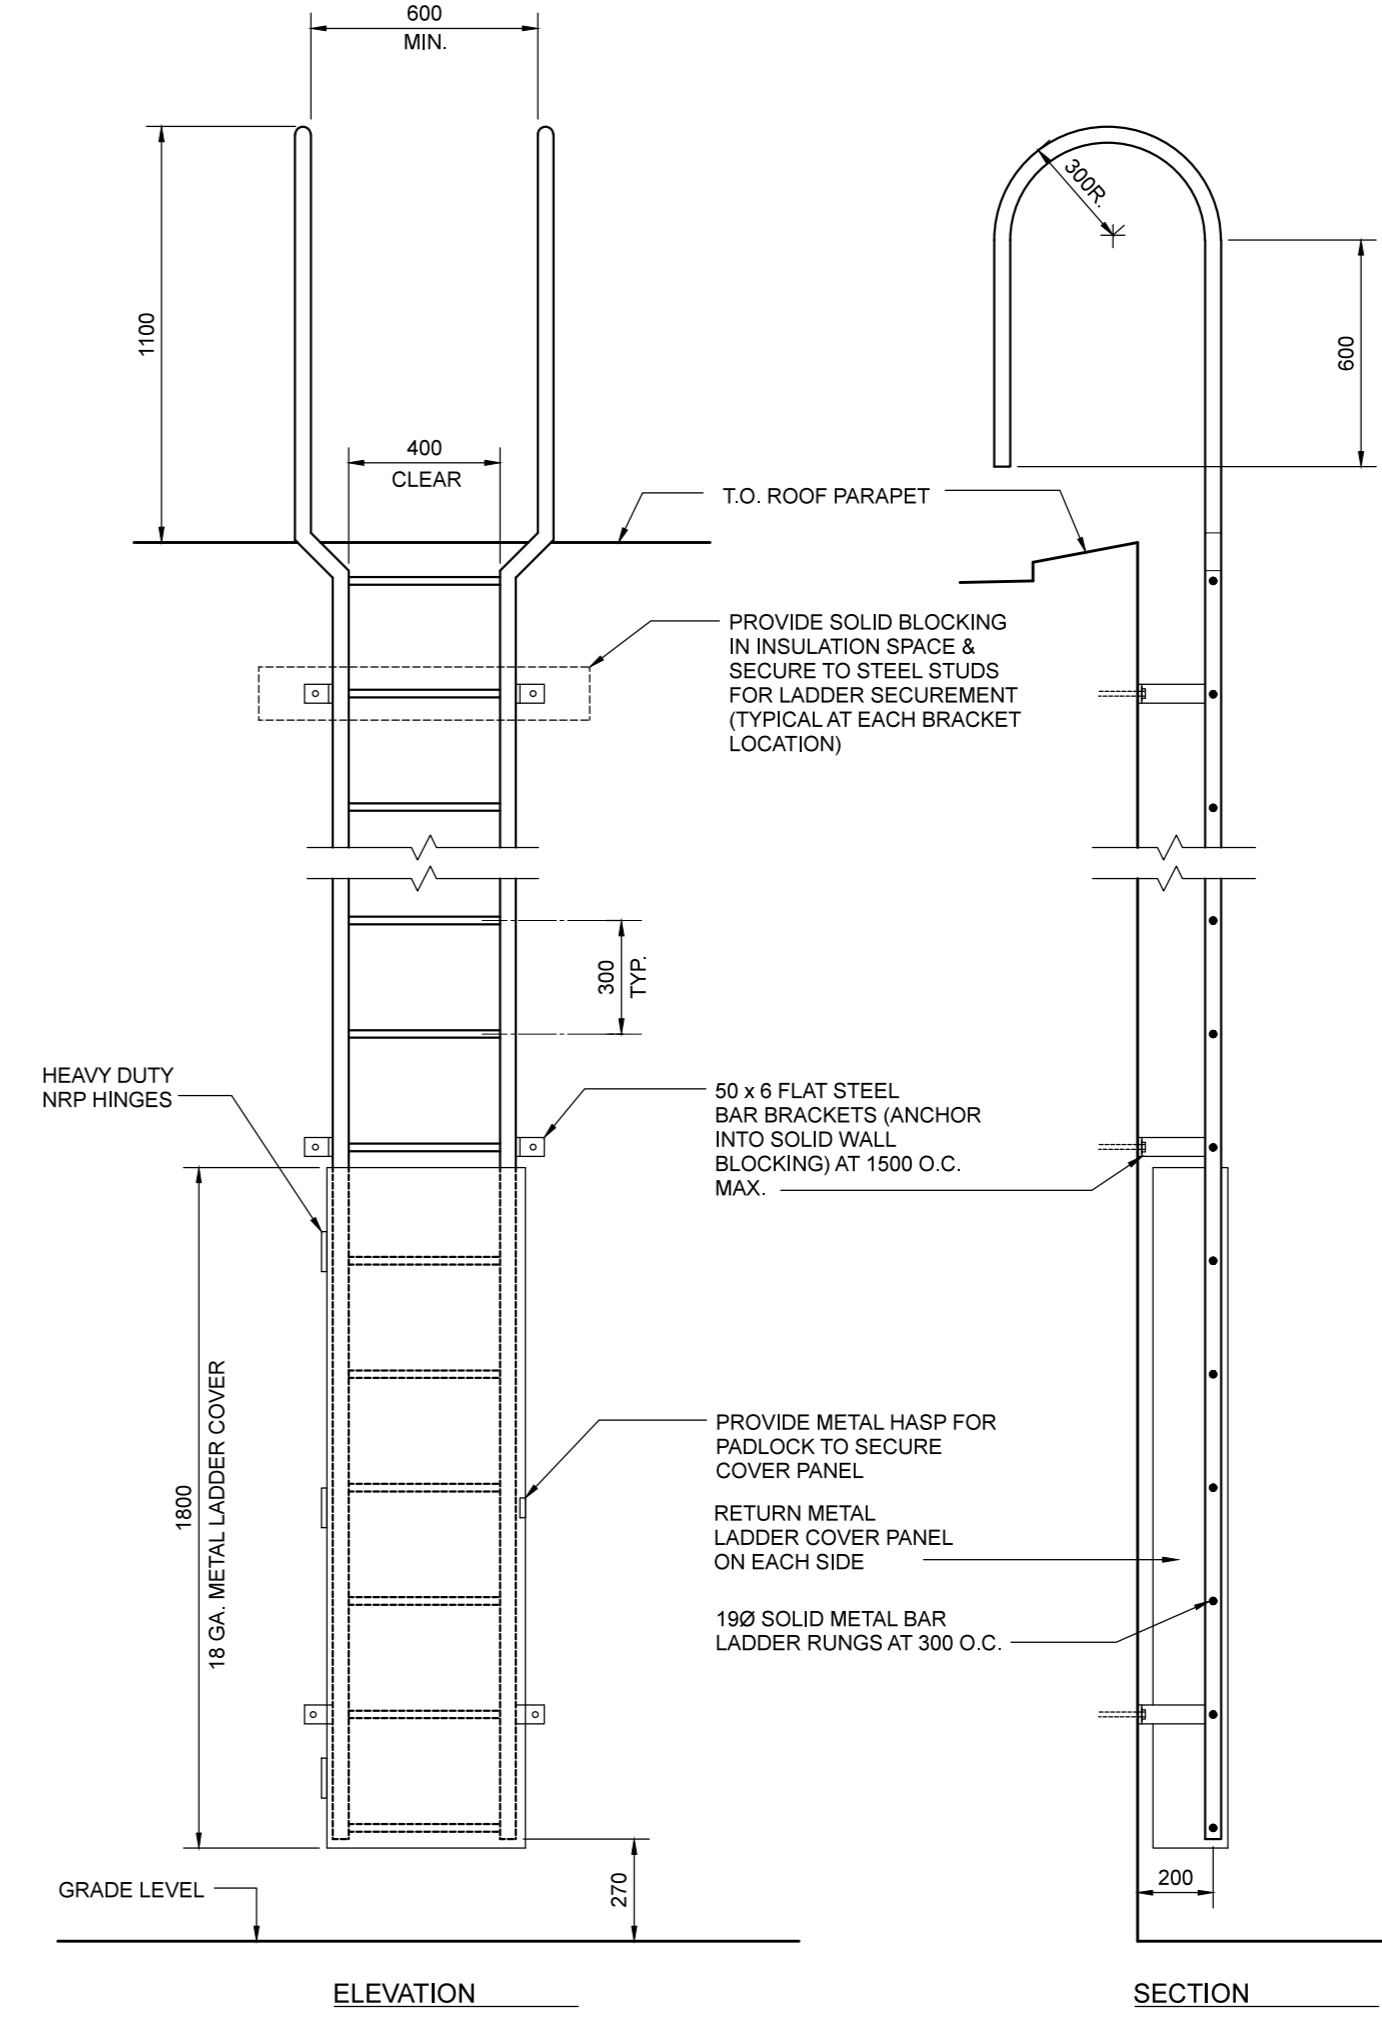 600
MIN.
300R.
1100
600
400
CLEAR
T.O. ROOF PARAPET
PROVIDE SOLID BLOCKING
IN INSULATION SPACE &
SECURE TO STEEL STUDS
FOR LADDER SECUREMENT
(TYPICAL AT EACH BRACKET
LOCATION)
300
TYP.
HEAVY DUTY
NRP HINGES
50 x 6 FLAT STEEL
BAR BRACKETS (ANCHOR
INTO SOLID WALL
BLOCKING) AT 1500 O.C.
MAX.
1800
18 GA. METAL LADDER COVER
PROVIDE METAL HASP FOR
PADLOCK TO SECURE
COVER PANEL
RETURN METAL
LADDER COVER PANEL
ON EACH SIDE
19Ø SOLID METAL BAR
LADDER RUNGS AT 300 O.C.
GRADE LEVEL
270
200
ELEVATION
SECTION